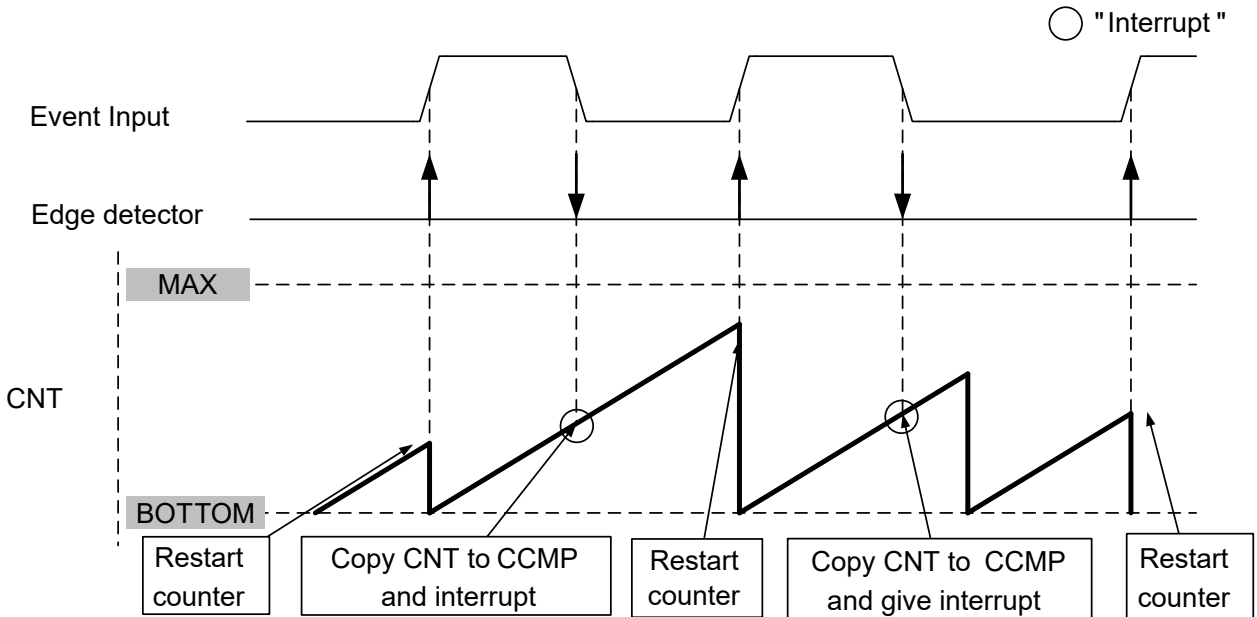 "Interrupt"
Event Input
Edge detector
MAX
CNT
BOTTOM
Restart
counter
Copy CNT to CCMP
and interrupt
Restart
counter
Copy CNT to CCMP
and give interrupt
Restart
counter